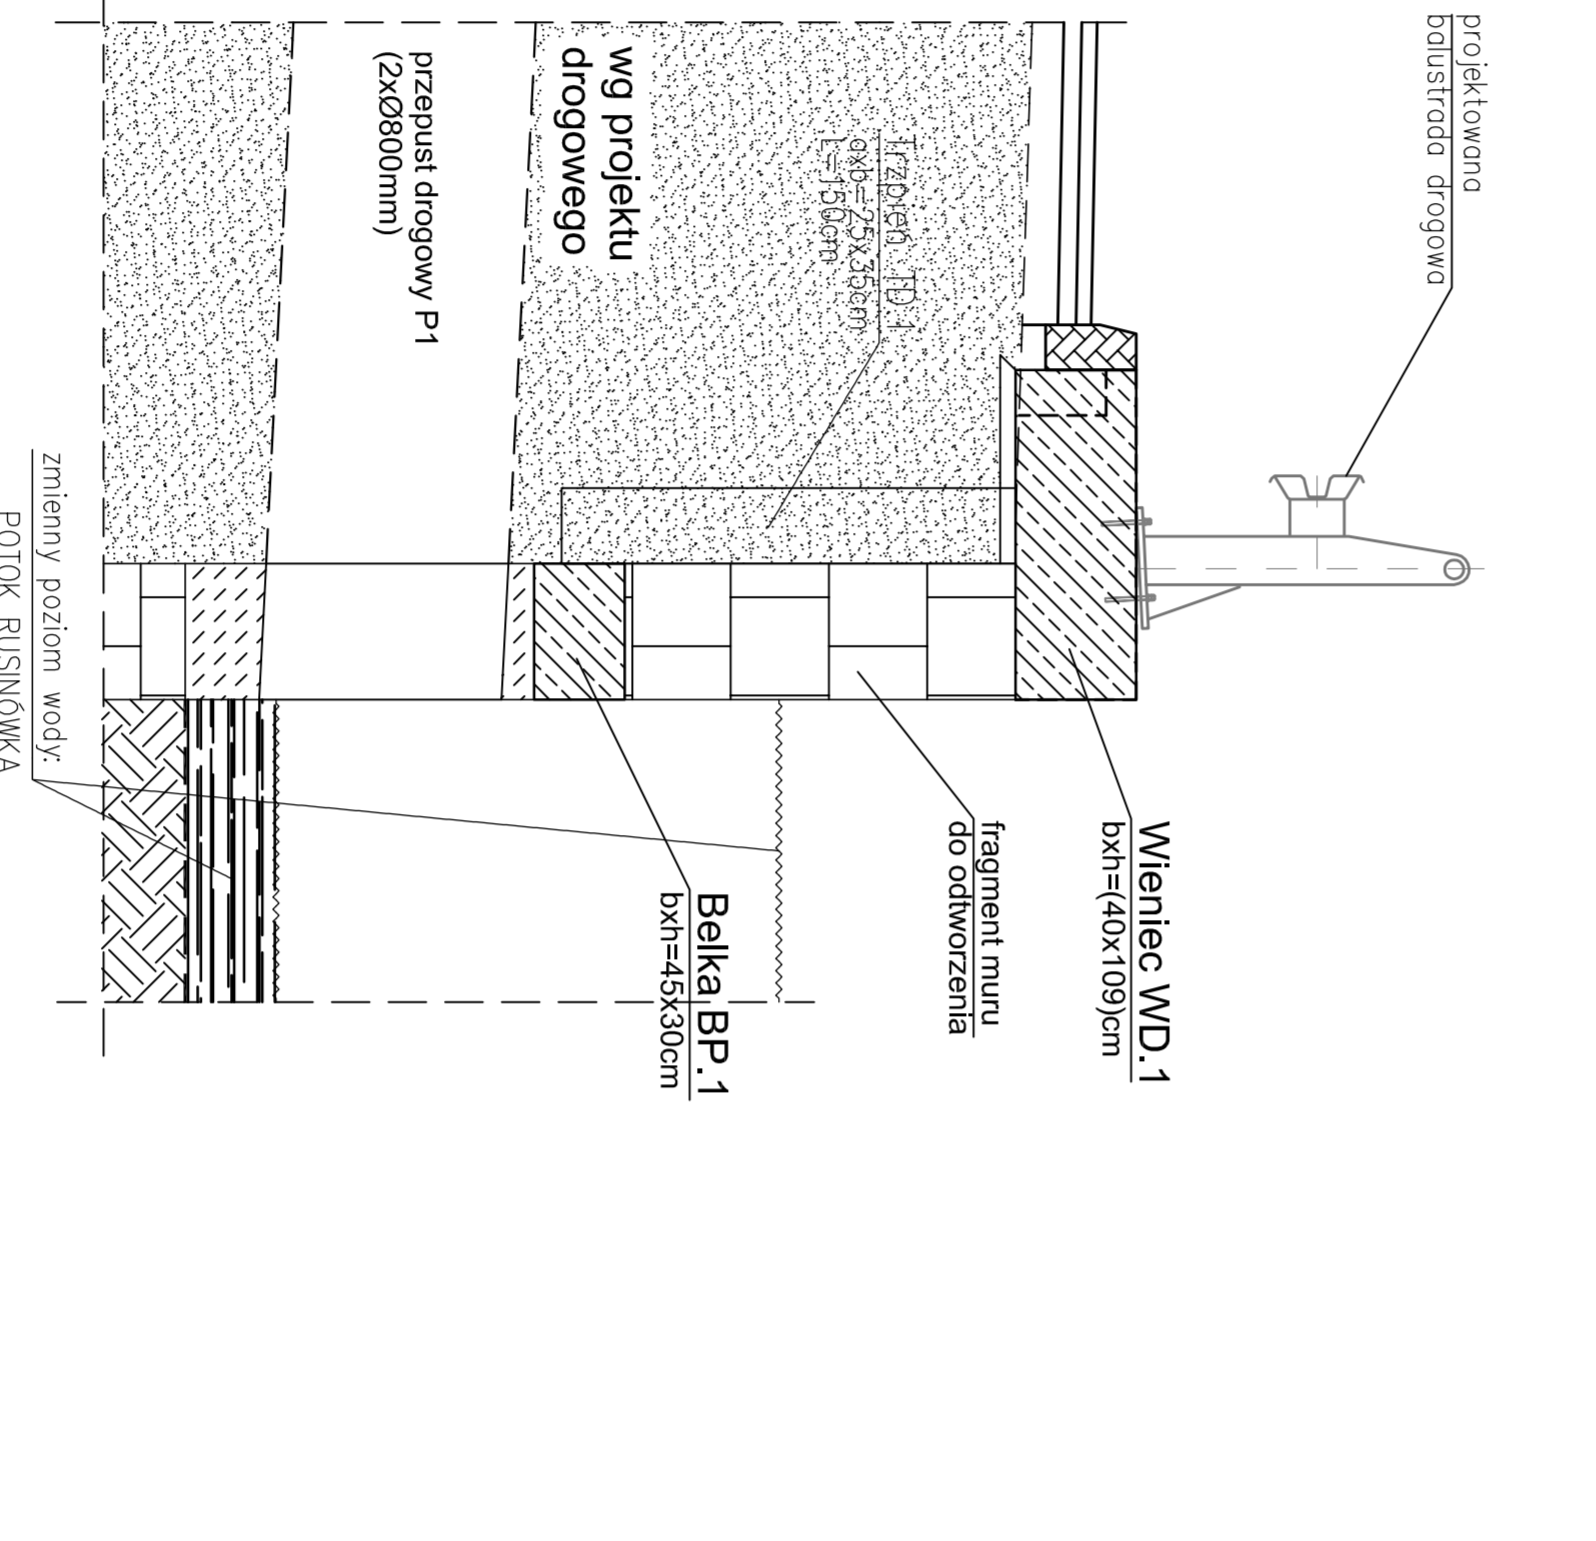 projektowana
balustrada drogowa
Wieniec WD.1
bxh=(40x109)cm
fragment muru
do odtworzenia
Trzpień TD.1
axb=25x35cm
L=150cm
Belka BP.1
bxh=45x30cm
wg projektu
drogowego
przepust drogowy P1
(2xØ800mm)
zmienny poziom wody:
POTOK RUSINÓWKA